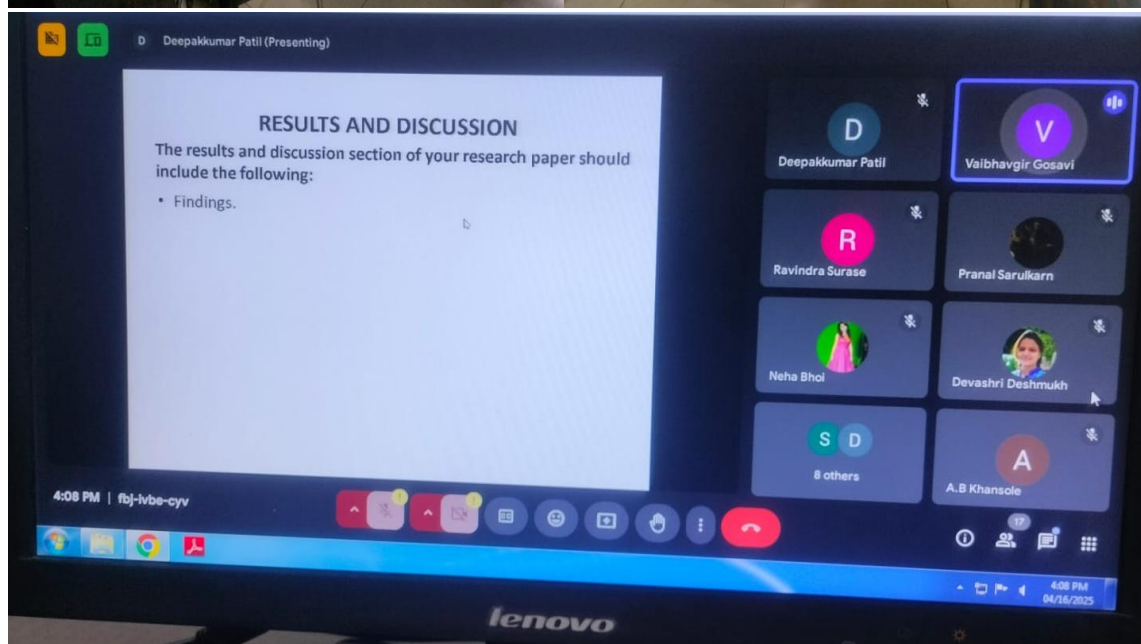 D Deepakkumar Patil (Presenting)
RESULTS AND DISCUSSION
The results and discussion section of your research paper should
include the following:
• Findings.
D
Deepakkumar Patil
V
Vaibhavgir Gosavi
R
Ravindra Surase
Pranal Sarulkarn
Neha Bhoi
Devashri Deshmukh
S D
8 others
A
A.B Khansole
4:08 PM | fbj-lvbe-cyv
17
4:08 PM
04/16/2025
lenovo